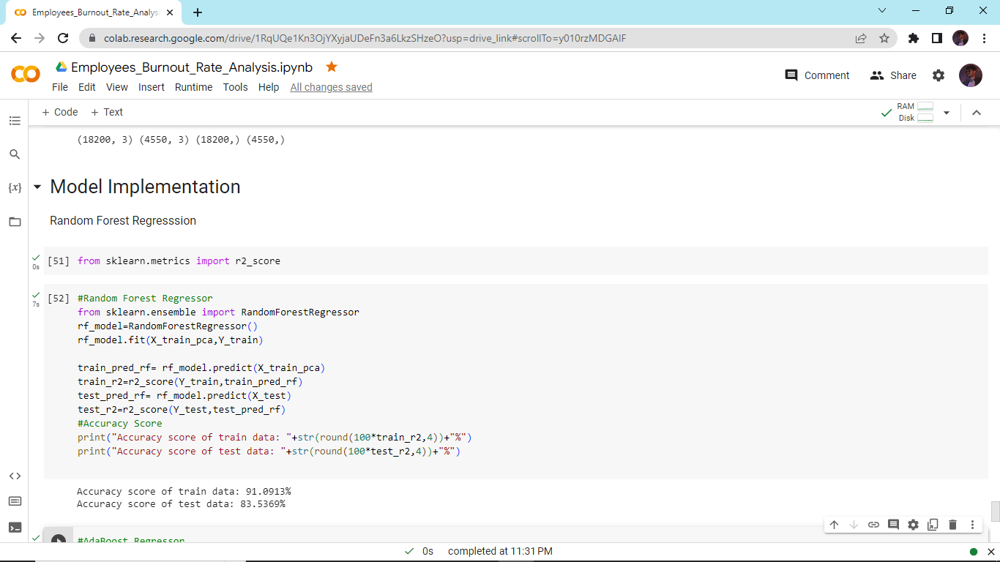 Employees_Burnout_Rate_Analys
colab.research.google.com/drive/1RqUQe1Kn3OjYXyjaUDeFn3a6LkzSHzeO?usp=drive_link#scrollTo=y010rzMDGAIF
Employees_Burnout_Rate_Analysis.ipynb
Comment Share
File Edit View Insert Runtime Tools Help All changes saved
+ Code + Text
RAM
Disk
(18200, 3) (4550, 3) (18200,) (4550,)
{x}
Model Implementation
Random Forest Regresssion
0s
[51] from sklearn.metrics import r2_score
7s
[52] #Random Forest Regressor
from sklearn.ensemble import RandomForestRegressor
rf_model=RandomForestRegressor()
rf_model.fit(X_train_pca,Y_train)
train_pred_rf= rf_model.predict(X_train_pca)
train_r2=r2_score(Y_train,train_pred_rf)
test_pred_rf= rf_model.predict(X_test)
test_r2=r2_score(Y_test,test_pred_rf)
#Accuracy Score
print("Accuracy score of train data: "+str(round(100*train_r2,4))+"%")
print("Accuracy score of test data: "+str(round(100*test_r2,4))+"%")
Accuracy score of train data: 91.0913%
Accuracy score of test data: 83.5369%
#AdaBoost Regressor
0s completed at 11:31 PM